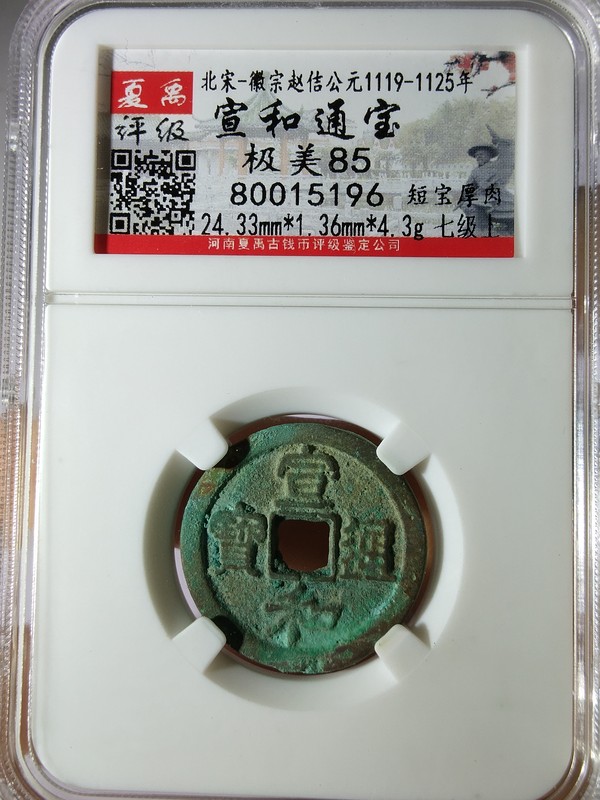 夏禹
评级
北宋-徽宗赵佶公元1119-1125年
宣和通宝
极美85
80015196 短宝厚肉
24.33mm*1.36mm*4.3g 七级上
河南夏禹古钱币评级鉴定公司
宣
寳 通
和